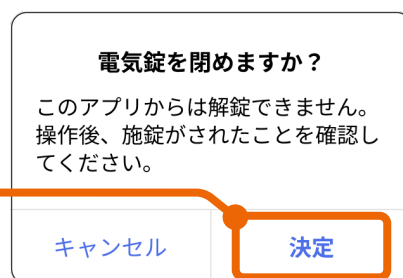 電気錠を閉めますか？
このアプリからは解錠できません。
操作後、施錠がされたことを確認し
てください。
キャンセル
決定